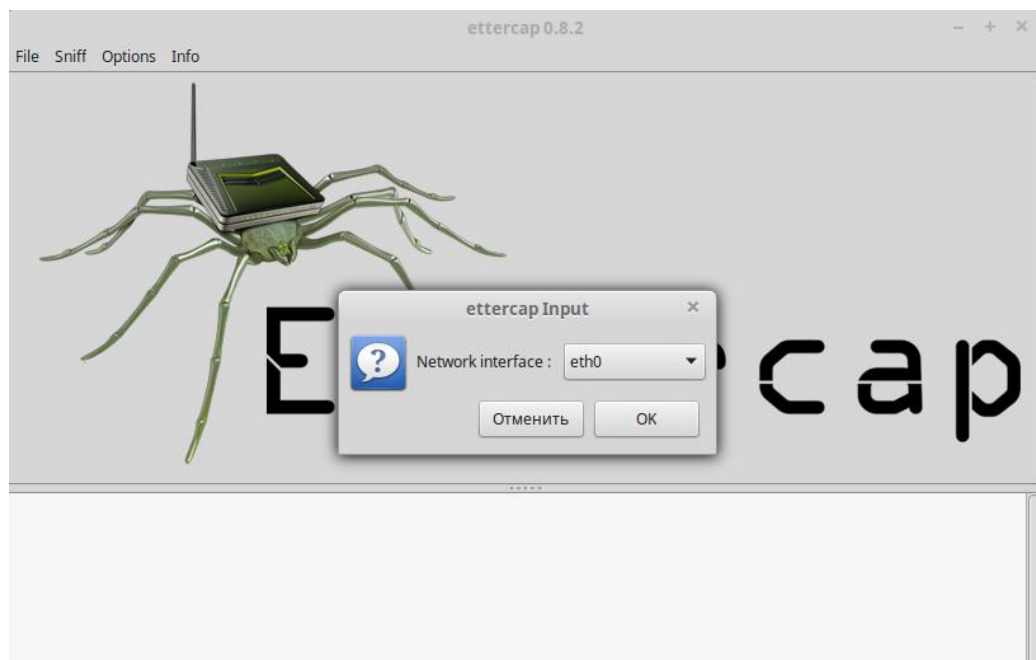 ettercap 0.8.2
File Sniff Options Info
ettercap Input
Network interface : eth0
Отменить OK
E cap